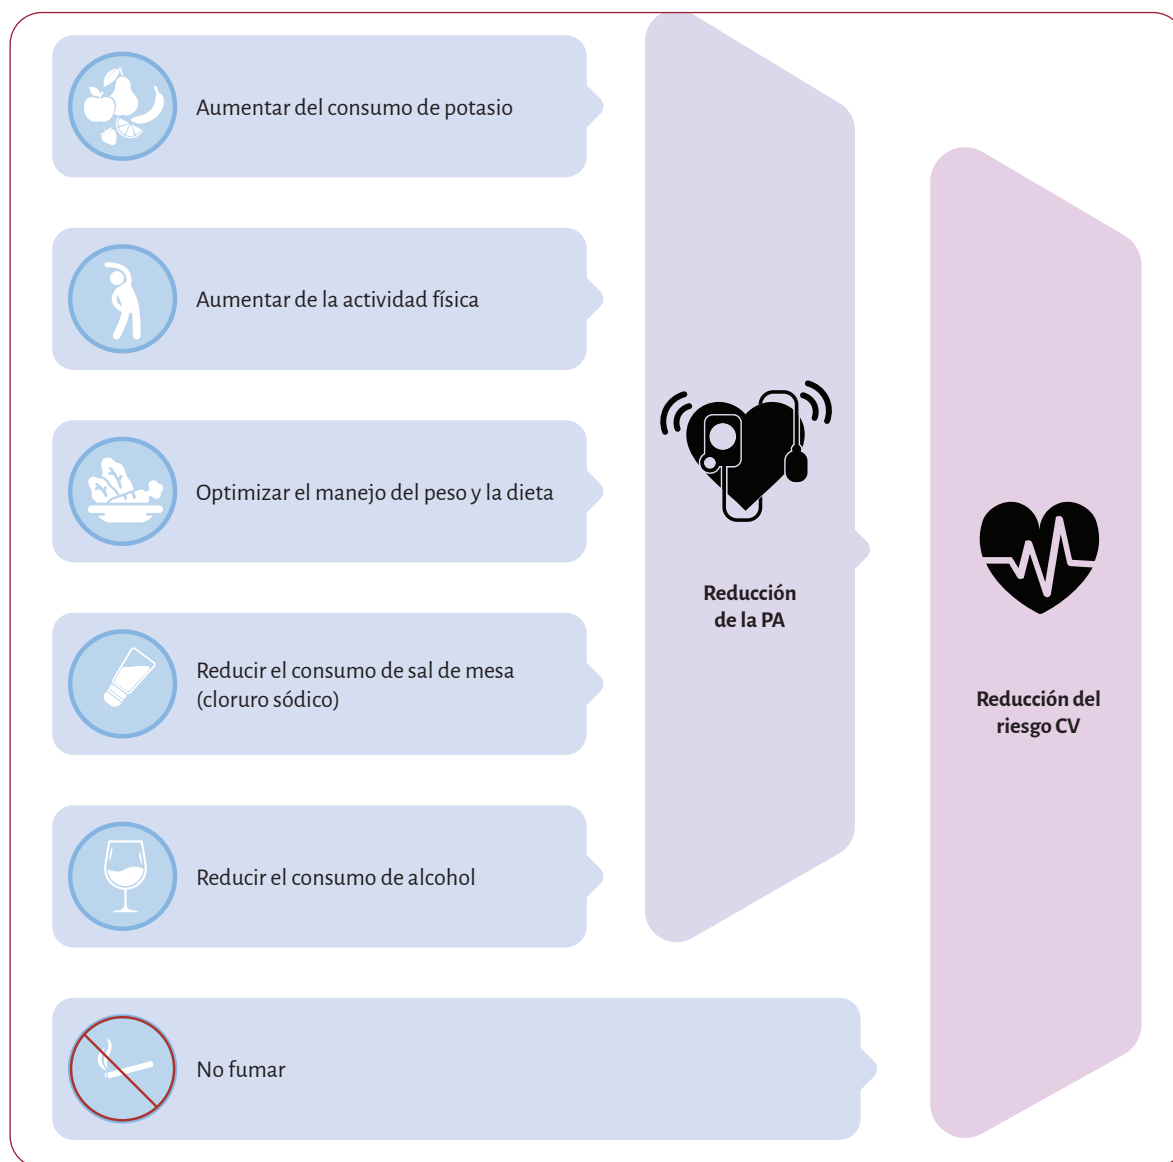 Aumentar del consumo de potasio
Aumentar de la actividad física
Optimizar el manejo del peso y la dieta
Reducir el consumo de sal de mesa
(cloruro sódico)
Reducir el consumo de alcohol
No fumar
Reducción
de la PA
Reducción del
riesgo CV